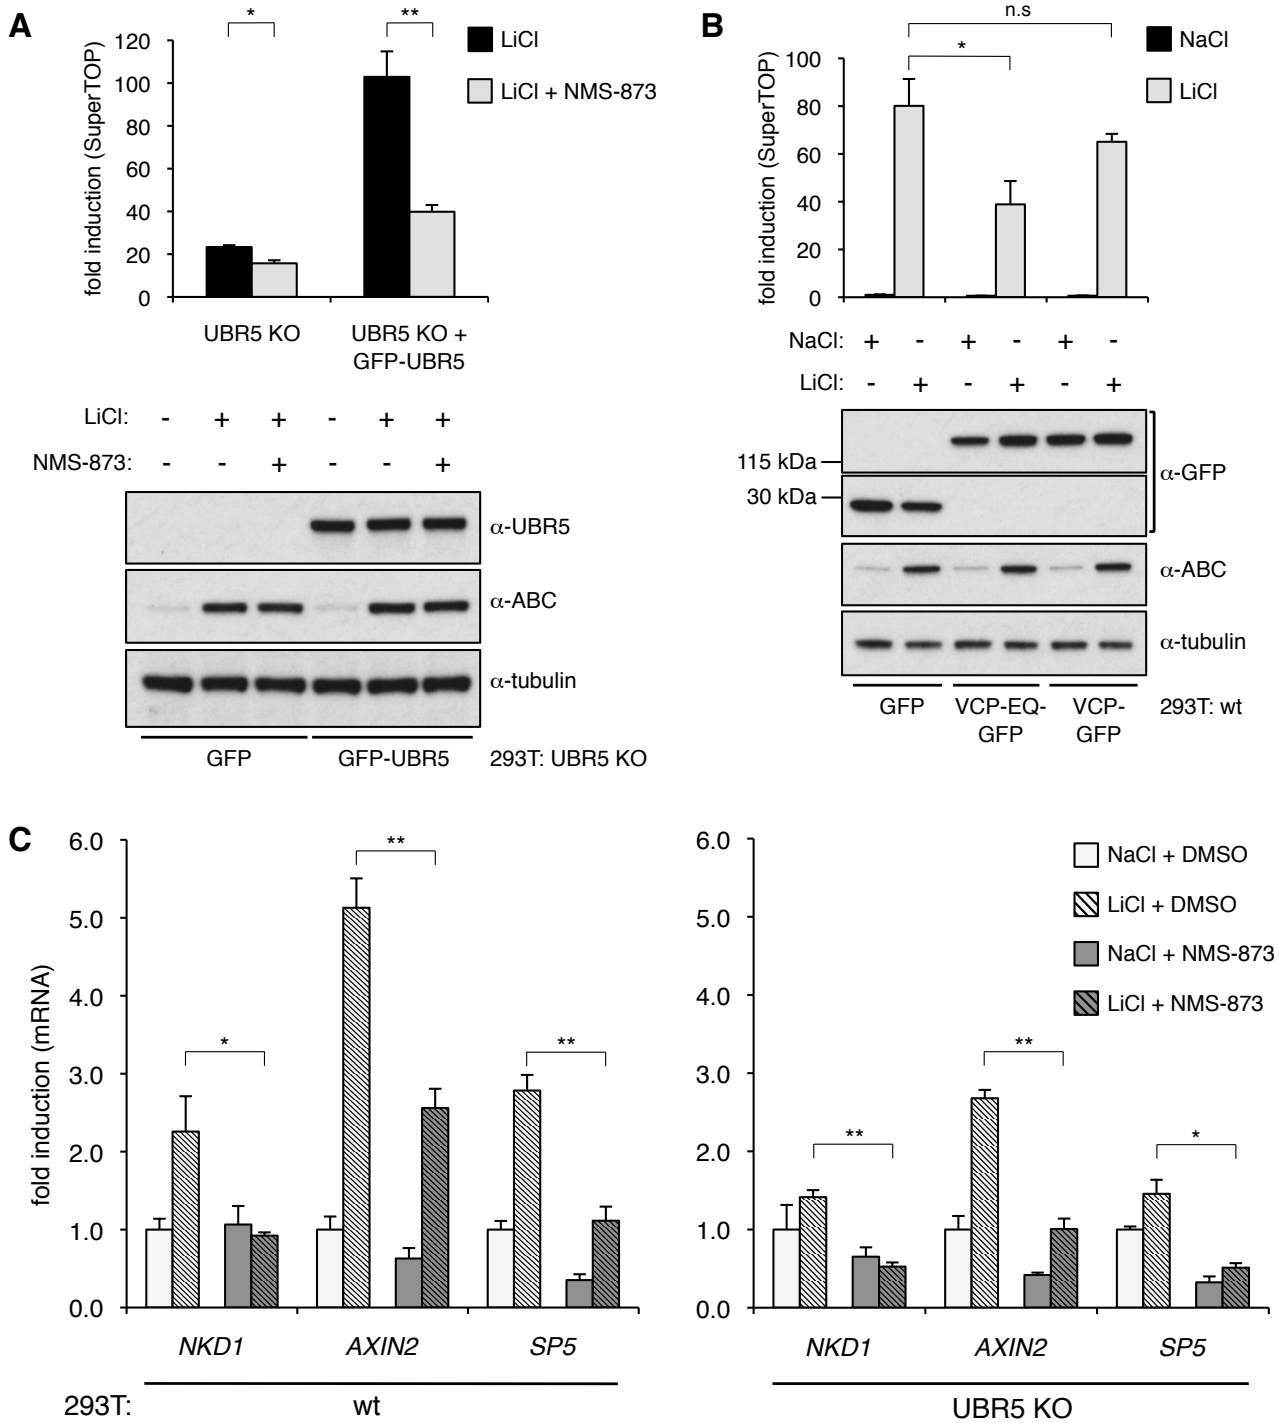 A
* **
LiCl
LiCl + NMS-873
fold induction (SuperTOP)
120
100
80
60
40
20
0
UBR5 KO
UBR5 KO +
GFP-UBR5
LiCl: - + + - + +
NMS-873: - - + - - +
α-UBR5
α-ABC
α-tubulin
GFP GFP-UBR5 293T: UBR5 KO
B
n.s
*
NaCl
LiCl
fold induction (SuperTOP)
100
80
60
40
20
0
NaCl: + - + - + -
LiCl: - + - + - +
115 kDa
30 kDa
α-GFP
α-ABC
α-tubulin
GFP VCP-EQ- VCP- 293T: wt
GFP GFP
C
fold induction (mRNA)
6.0
5.0
4.0
3.0
2.0
1.0
0.0
* ** **
NKD1 AXIN2 SP5
293T: wt
6.0
5.0
4.0
3.0
2.0
1.0
0.0
** ** *
NaCl + DMSO
LiCl + DMSO
NaCl + NMS-873
LiCl + NMS-873
NKD1 AXIN2 SP5
UBR5 KO